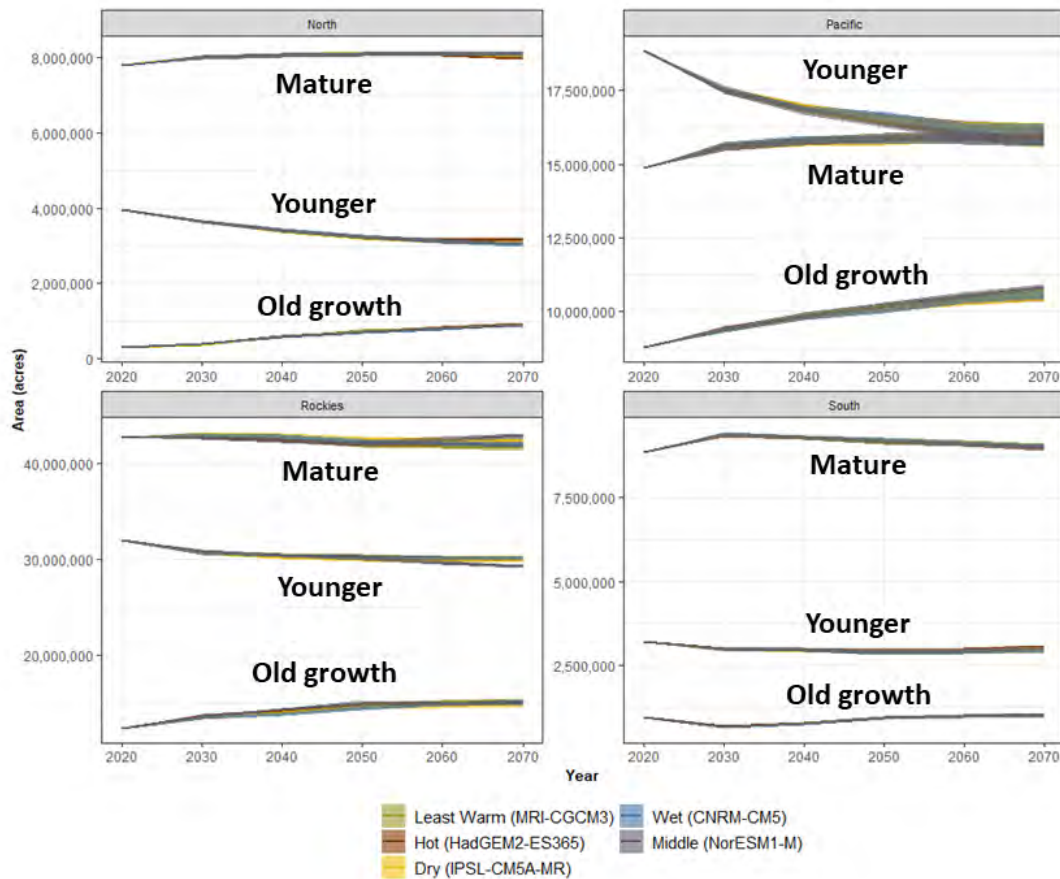 North
Pacific
8,000,000
6,000,000
4,000,000
2,000,000
0
Mature
Younger
Old growth
2020 2030 2040 2050 2060 2070
17,500,000
15,000,000
12,500,000
10,000,000
Younger
Mature
Old growth
2020 2030 2040 2050 2060 2070
Area (acres)
Rockies
South
40,000,000
30,000,000
20,000,000
Mature
Younger
Old growth
2020 2030 2040 2050 2060 2070
7,500,000
5,000,000
2,500,000
Mature
Younger
Old growth
2020 2030 2040 2050 2060 2070
Year
Least Warm (MRI-CGCM3)
Hot (HadGEM2-ES365)
Dry (IPSL-CM5A-MR)
Wet (CNRM-CM5)
Middle (NorESM1-M)